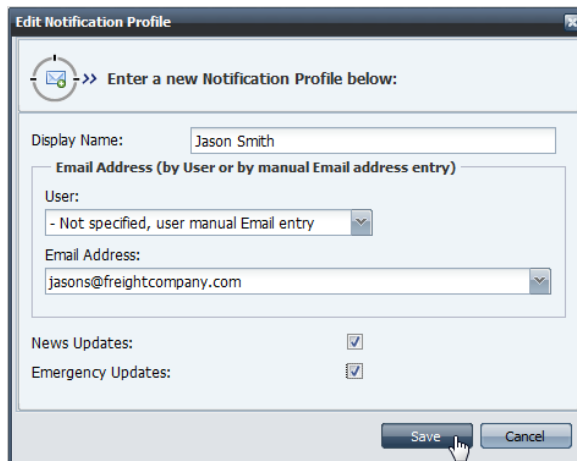 Edit Notification Profile
Enter a new Notification Profile below:
Display Name: Jason Smith
Email Address (by User or by manual Email address entry)
User:
- Not specified, user manual Email entry
Email Address:
jasons@freightcompany.com
News Updates:
Emergency Updates:
Save Cancel